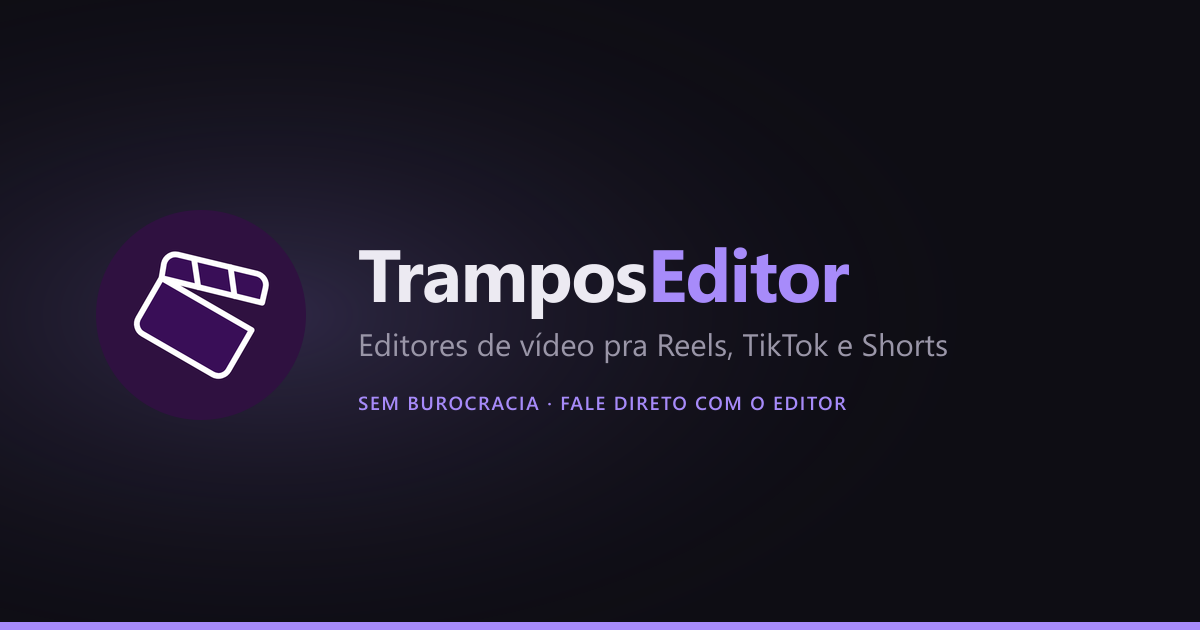 TramposEditor
Editores de vídeo pra Reels, TikTok e Shorts
SEM BUROCRACIA · FALE DIRETO COM O EDITOR